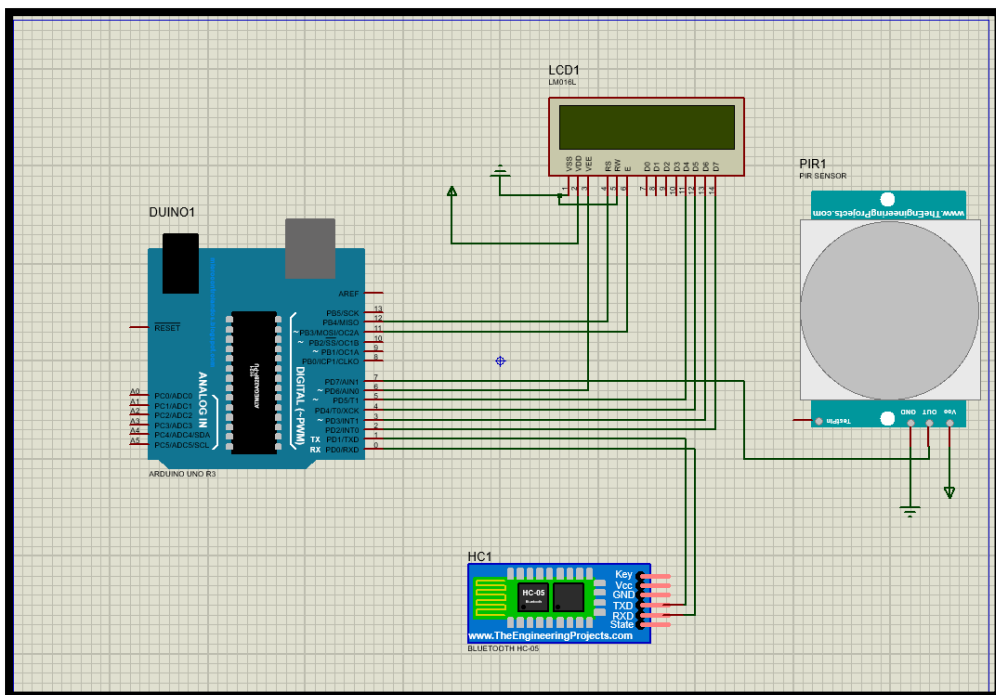 LCD1
LM016L
VSS
VDD
VEE
RS
RW
E
D0
D1
D2
D3
D4
D5
D6
D7
1
2
3
4
5
6
7
8
9
10
11
12
13
14
PIR1
PIR SENSOR
www.TheEngineeringProjects.com
TestPin
GND
OUT
Vcc
DUINO1
RESET
AREF
PB5/SCK 13
PB4/MISO 12
~PB3/MOSI/OC2A 11
~ PB2/SS/OC1B 10
~ PB1/OC1A 9
PB0/ICP1/CLKO 8
PD7/AIN1 7
~ PD6/AIN0 6
~ PD5/T1 5
PD4/T0/XCK 4
~ PD3/INT1 3
PD2/INT0 2
TX PD1/TXD 1
RX PD0/RXD 0
DIGITAL (~PWM)
ANALOG IN
A0 PC0/ADC0
A1 PC1/ADC1
A2 PC2/ADC2
A3 PC3/ADC3
A4 PC4/ADC4/SDA
A5 PC5/ADC5/SCL
ARDUINO UNO R3
HC1
HC-05
Bluetooth
Key
Vcc
GND
TXD
RXD
State
www.TheEngineeringProjects.com
BLUETOOTH HC-05